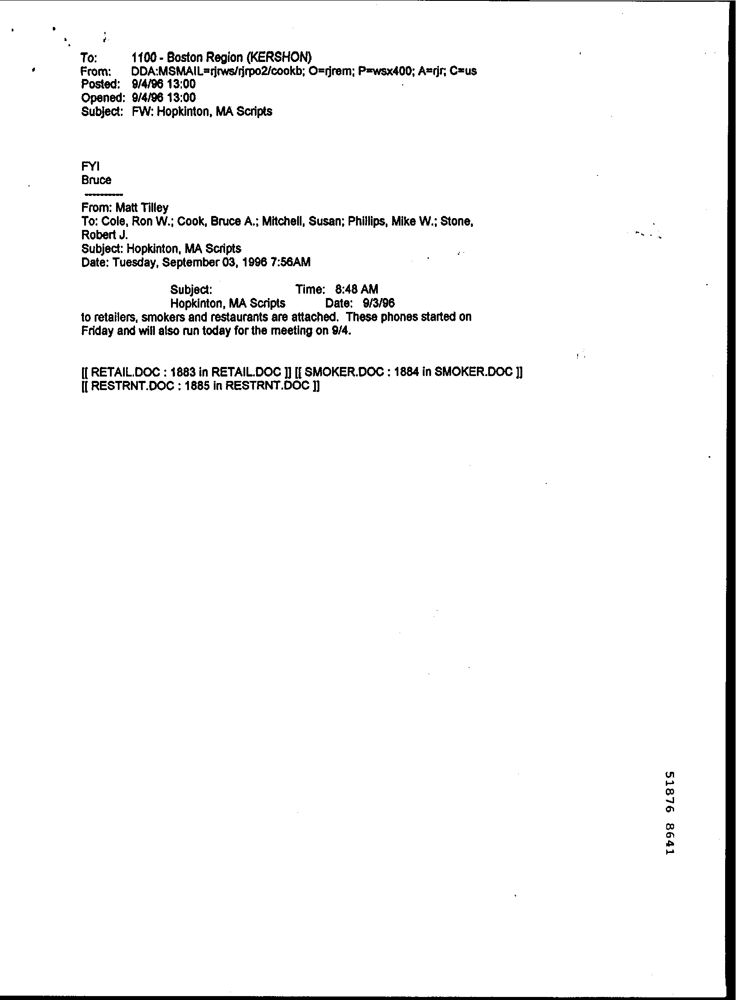 To: 1100 - Boston Region (KERSHON)
From: DDA:MSMAIL=rjrws/rjrpo2/cookb; O=rjrem; P=wsx400; A=rjr; C=us
Posted: 9/4/96 13:00
Opened: 9/4/96 13:00
Subject: FW: Hopkinton, MA Scripts
FYI
Bruce
----------
From: Matt Tilley
To: Cole, Ron W.; Cook, Bruce A.; Mitchell, Susan; Phillips, Mike W.; Stone,
Robert J.
Subject: Hopkinton, MA Scripts
Date: Tuesday, September 03, 1996 7:56AM
Subject: Time: 8:48 AM
Hopkinton, MA Scripts Date: 9/3/96
to retailers, smokers and restaurants are attached. These phones started on
Friday and will also run today for the meeting on 9/4.
[[ RETAIL.DOC : 1883 in RETAIL.DOC ]] [[ SMOKER.DOC : 1884 in SMOKER.DOC ]]
[[ RESTRNT.DOC : 1885 in RESTRNT.DOC ]]
51876 8641